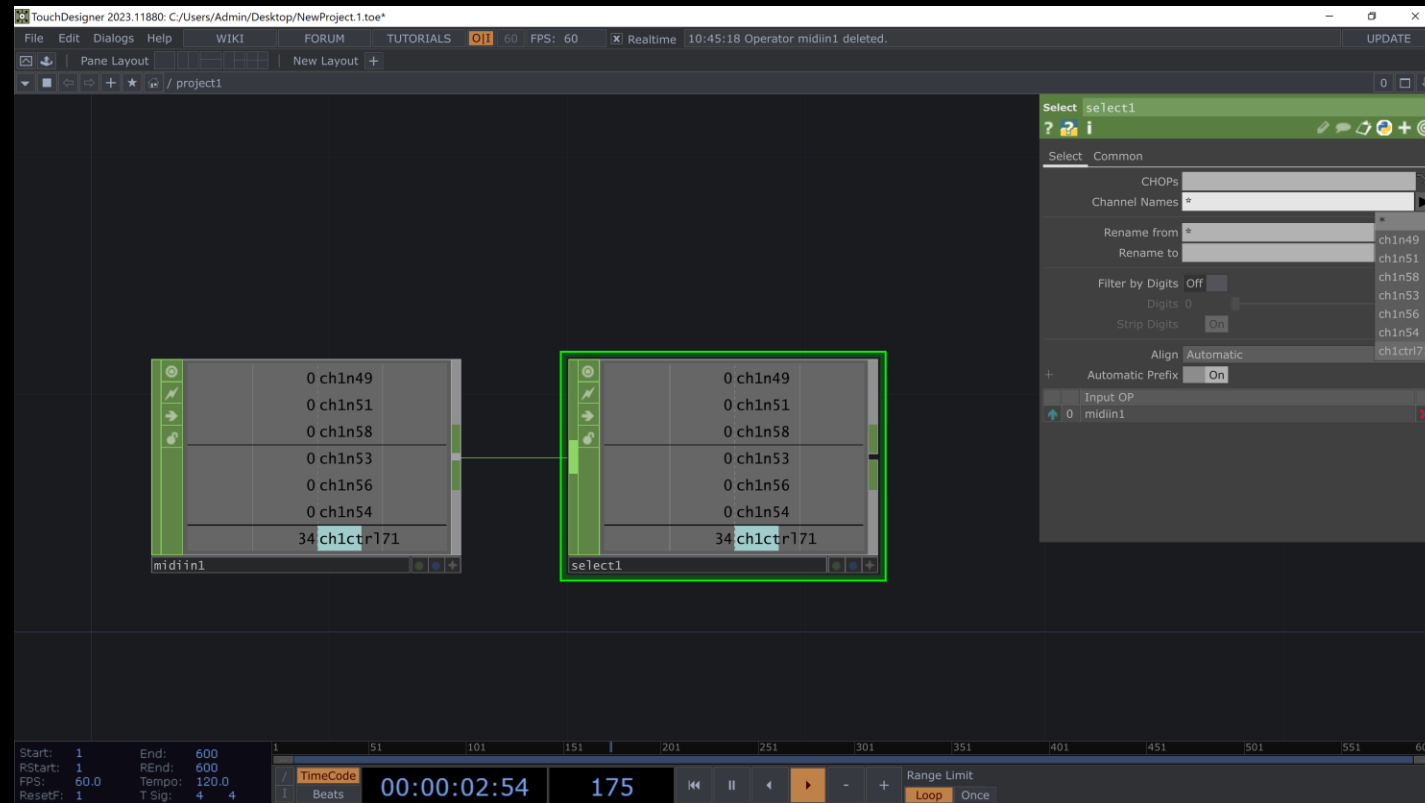 TouchDesigner 2023.11880: C:/Users/Admin/Desktop/NewProject.1.toe*
File Edit Dialogs Help WIKI FORUM TUTORIALS O|I 60 FPS: 60 Realtime 10:45:18 Operator midiin1 deleted. UPDATE
Pane Layout New Layout +
/ project1 0
Select select1
? i
Select Common
CHOPs
Channel Names *
*
Rename from *
ch1n49
Rename to
ch1n51
Filter by Digits Off
ch1n58
Digits 0
ch1n53
ch1n56
Strip Digits On
ch1n54
Align Automatic
ch1ctrl7
Automatic Prefix On
Input OP
0 midiin1
0 ch1n49
0 ch1n51
0 ch1n58
0 ch1n53
0 ch1n56
0 ch1n54
34 ch1ctrl71
midiin1
0 ch1n49
0 ch1n51
0 ch1n58
0 ch1n53
0 ch1n56
0 ch1n54
34 ch1ctrl71
select1
1 51 101 151 201 251 301 351 401 451 501 551
Start: 1 End: 600
RStart: 1 REnd: 600
FPS: 60.0 Tempo: 120.0
ResetF: 1 T Sig: 4 4
/ TimeCode
I Beats
00:00:02:54 175
- +
Range Limit
Loop Once